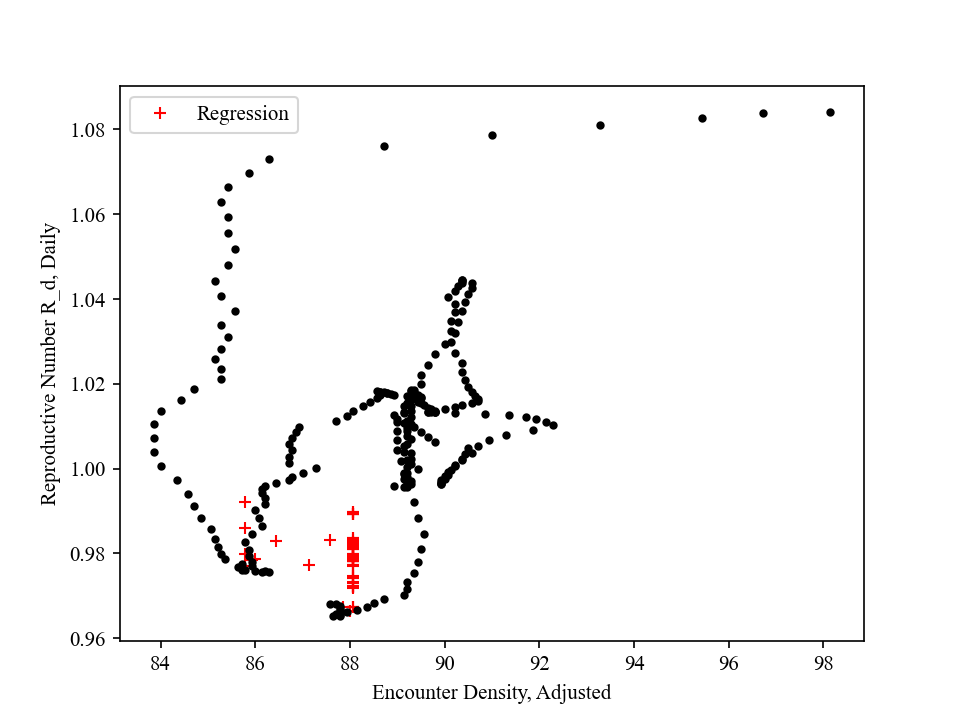 Regression
1.08
1.06
1.04
1.02
1.00
0.98
0.96
Reproductive Number R_d, Daily
84 86 88 90 92 94 96 98
Encounter Density, Adjusted